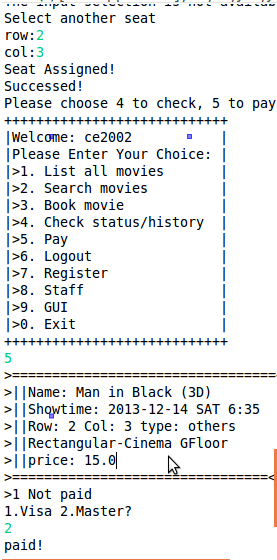 Select another seat
row:2
col:3
Seat Assigned!
Successed!
Please choose 4 to check, 5 to pay
++++++++++++++++++++++++++++
|Welcome: ce2002 |
|Please Enter Your Choice: |
|>1. List all movies |
|>2. Search movies |
|>3. Book movie |
|>4. Check status/history |
|>5. Pay |
|>6. Logout |
|>7. Register |
|>8. Staff |
|>9. GUI |
|>0. Exit |
++++++++++++++++++++++++++++
5
>=================================
>||Name: Man in Black (3D)
>||Showtime: 2013-12-14 SAT 6:35
>||Row: 2 Col: 3 type: others
>||Rectangular-Cinema GFloor
>||price: 15.0
>================================<
>1 Not paid
1.Visa 2.Master?
2
paid!